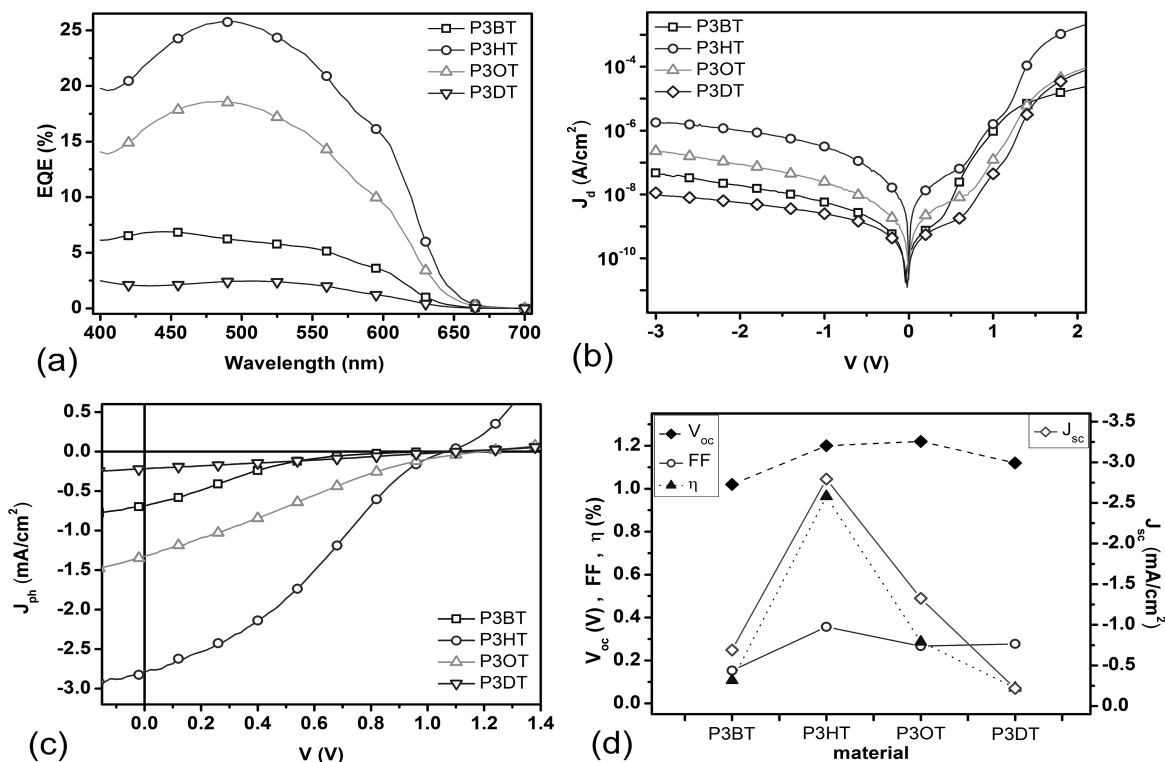 EQE (%)
25
20
15
10
5
0
400 450 500 550 600 650 700
Wavelength (nm)
P3BT
P3HT
P3OT
P3DT
(a)
J_d (A/cm^2)
10^-4
10^-6
10^-8
10^-10
-3 -2 -1 0 1 2
V (V)
P3BT
P3HT
P3OT
P3DT
(b)
J_ph (mA/cm^2)
0.5
0.0
-0.5
-1.0
-1.5
-2.0
-2.5
-3.0
0.0 0.2 0.4 0.6 0.8 1.0 1.2 1.4
V (V)
P3BT
P3HT
P3OT
P3DT
(c)
V_oc (V) , FF , η (%)
1.2
1.0
0.8
0.6
0.4
0.2
0.0
V_oc
FF
η
J_sc
-3.5
-3.0
-2.5
-2.0
-1.5
-1.0
-0.5
0.0
J_sc (mA/cm^2)
P3BT P3HT P3OT P3DT
material
(d)